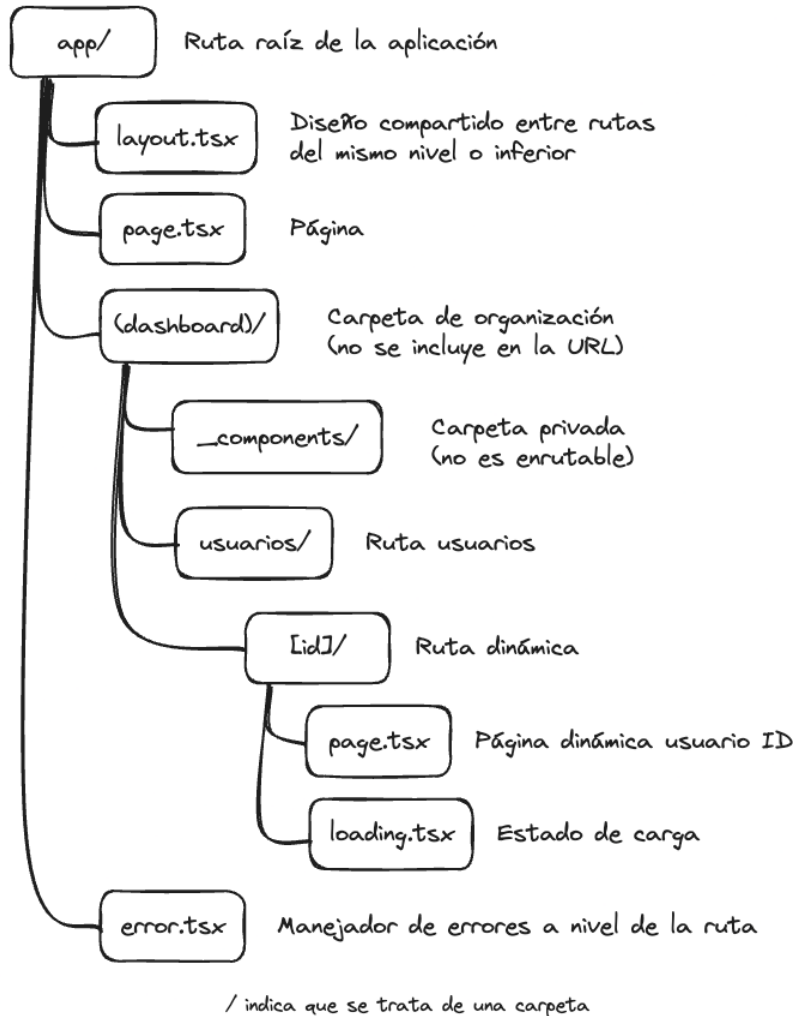 app/ Ruta raíz de la aplicación
layout.tsx Diseño compartido entre rutas
del mismo nivel o inferior
page.tsx Página
(dashboard)/ Carpeta de organización
(no se incluye en la URL)
_components/ Carpeta privada
(no es enrutable)
usuarios/ Ruta usuarios
[id]/ Ruta dinámica
page.tsx Página dinámica usuario ID
loading.tsx Estado de carga
error.tsx Manejador de errores a nivel de la ruta
/ indica que se trata de una carpeta